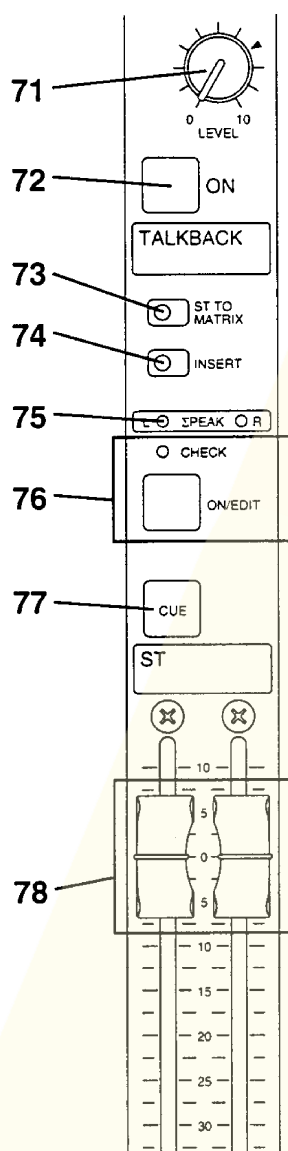 71
0 10
LEVEL
72
ON
TALKBACK
73
ST TO
MATRIX
74
INSERT
75
L ΣPEAK R
CHECK
76
ON/EDIT
77
CUE
ST
10
5
0
5
78
10
15
20
25
30